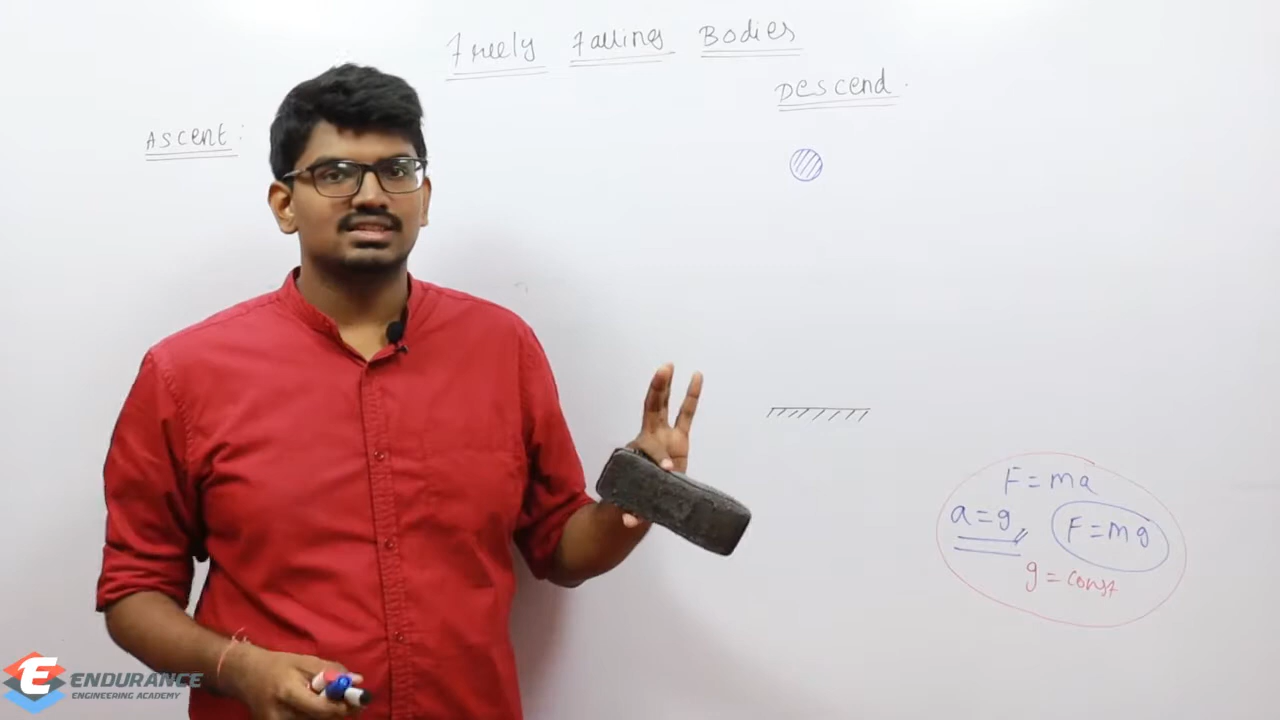 Freely Falling Bodies
Descend.
Ascent:
F = ma
a = g
F = mg
g = const
E ENDURANCE
ENGINEERING ACADEMY